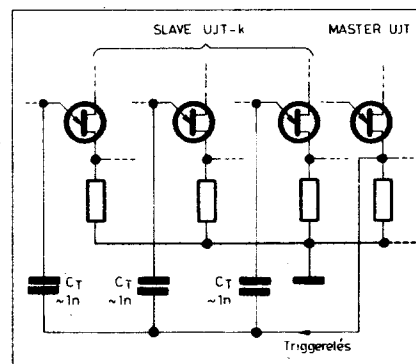 SLAVE UJT-k
MASTER UJT
CT
~1n
CT
~1n
CT
~1n
Triggerelés